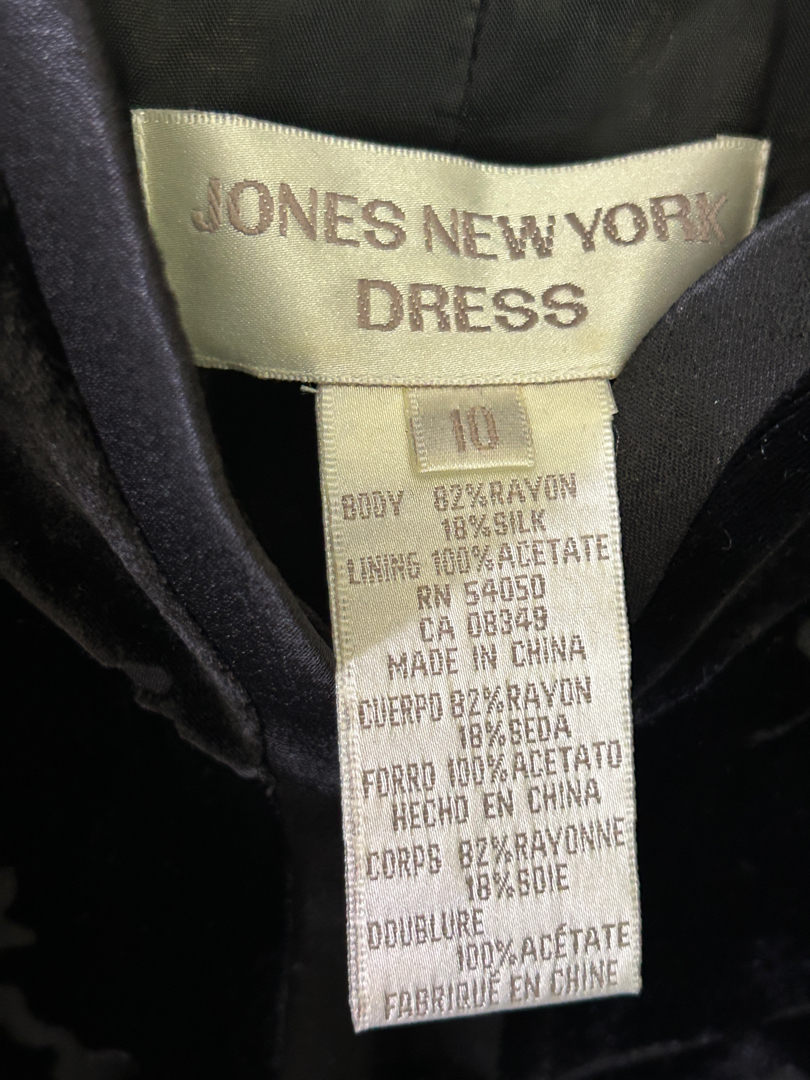 JONES NEW YORK
DRESS
10
BODY 82%RAYON
18%SILK
LINING 100%ACETATE
RN 54050
CA 08349
MADE IN CHINA
CUERPO 82%RAYON
18%SEDA
FORRO 100%ACETATO
HECHO EN CHINA
CORPS 82%RAYONNE
18%SOIE
DOUBLURE
100%ACÉTATE
FABRIQUÉ EN CHINE